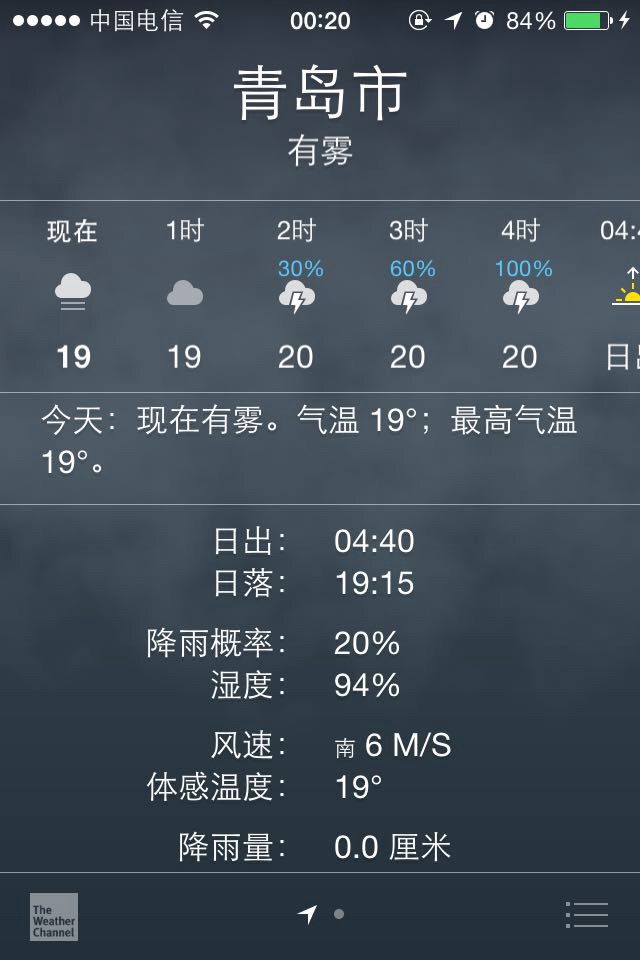 中国电信 00:20 84%
青岛市
有雾
现在 1时 2时 3时 4时 04:4
30% 60% 100%
19 19 20 20 20 日出
今天：现在有雾。气温 19°；最高气温
19°。
日出： 04:40
日落： 19:15
降雨概率： 20%
湿度： 94%
风速： 南 6 M/S
体感温度： 19°
降雨量： 0.0 厘米
The
Weather
Channel